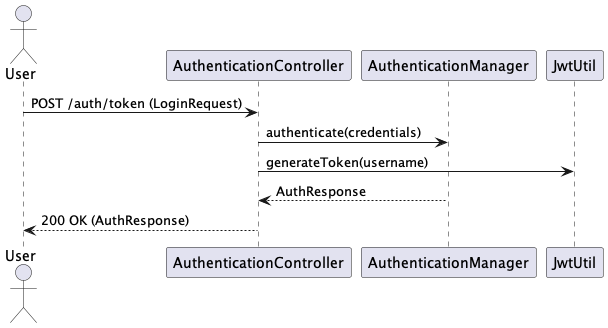 User
AuthenticationController
AuthenticationManager
JwtUtil
POST /auth/token (LoginRequest)
authenticate(credentials)
generateToken(username)
AuthResponse
200 OK (AuthResponse)
User
AuthenticationController
AuthenticationManager
JwtUtil